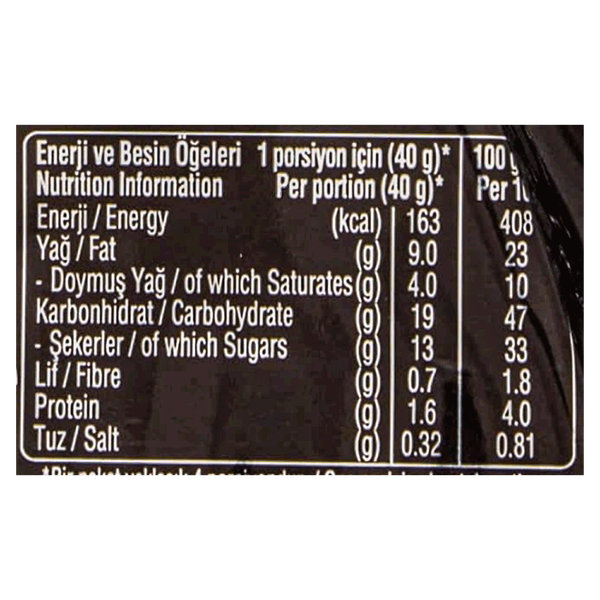 Enerji ve Besin Öğeleri 1 porsiyon için (40 g)* 100
Nutrition Information Per portion (40 g)* Per
Enerji / Energy (kcal) 163 408
Yağ / Fat (g) 9.0 23
- Doymuş Yağ / of which Saturates (g) 4.0 10
Karbonhidrat / Carbohydrate (g) 19 47
- Şekerler / of which Sugars (g) 13 33
Lif / Fibre (g) 0.7 1.8
Protein (g) 1.6 4.0
Tuz / Salt (g) 0.32 0.81